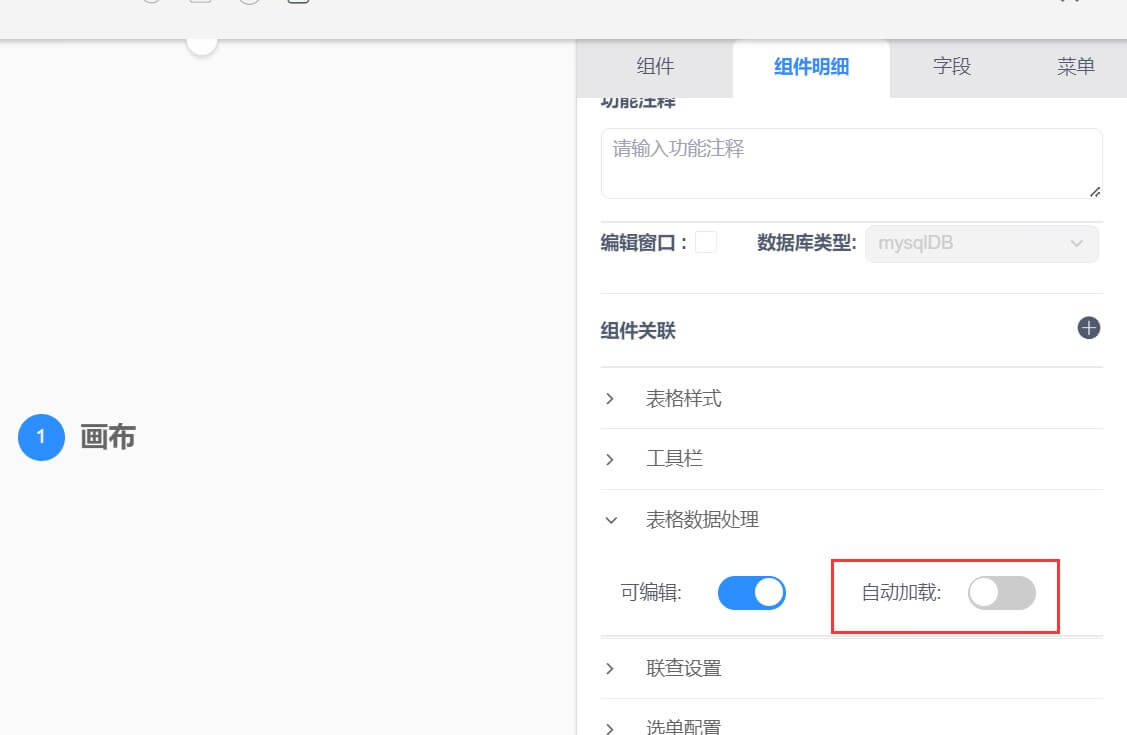 组件 组件明细 字段 菜单
功能注释
请输入功能注释
编辑窗口： 数据库类型: mysqlDB
组件关联
1 画布
表格样式
工具栏
表格数据处理
可编辑: 自动加载:
联查设置
选单配置